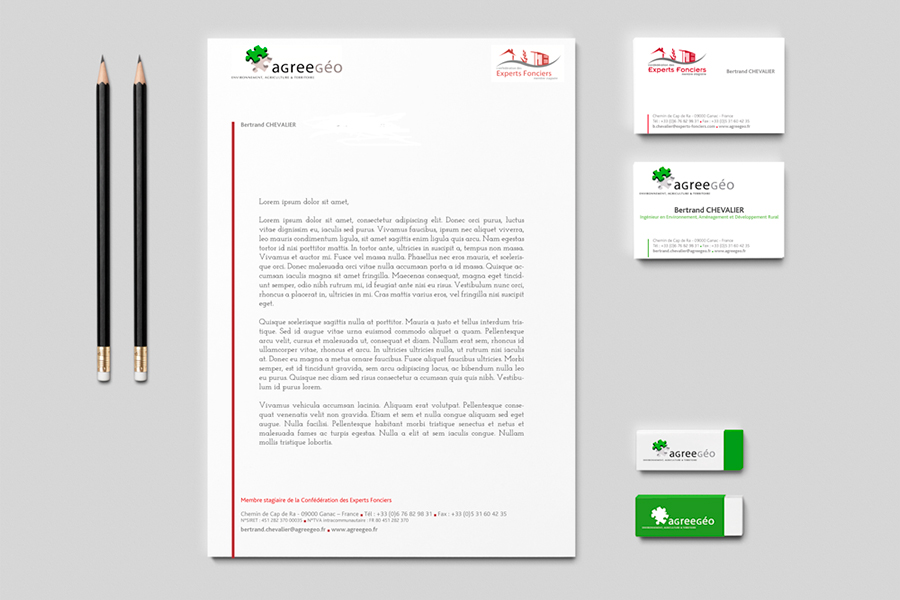 agreeGéo
ENVIRONNEMENT, AGRICULTURE & TERRITOIRE
Confédération des
Experts Fonciers
Bertrand CHEVALIER
Lorem ipsum dolor sit amet,
Lorem ipsum dolor sit amet, consectetur adipiscing elit. Donec orci purus, luctus
vitae dignissim eu, iaculis sed purus. Vivamus faucibus, ipsum nec aliquet viverra,
leo mauris condimentum ligula, sit amet sagittis enim ligula quis arcu. Nam egestas
tortor id nisi porttitor mattis. In tortor ante, ultricies in suscipit a, tempus non massa.
Vivamus et auctor mi. Fusce vel massa nulla. Phasellus nec eros mauris, et sceleris-
que orci. Donec malesuada orci vitae nulla accumsan porta a id massa. Quisque ac-
cumsan iaculis magna sit amet fringilla. Maecenas consequat, magna eget tincid-
unt semper, odio nibh rutrum mi, id feugiat ante nisi eu risus. Vestibulum nunc orci,
rhoncus a placerat in, ultricies in mi. Cras mattis varius eros, vel fringilla nisi suscipit
eget.
Quisque scelerisque sagittis nulla at porttitor. Mauris a justo et tellus interdum tris-
tique. Sed id augue vitae urna euismod commodo aliquet a quam. Pellentesque
arcu velit, cursus et malesuada ut, consequat et diam. Nullam erat sem, rhoncus id
ullamcorper vitae, rhoncus et arcu. In ultricies ultricies nulla, ut rutrum nisi iaculis
at. Donec eu magna a metus ornare faucibus. Fusce aliquet faucibus ultricies. Morbi
semper, est id tincidunt gravida, sem arcu adipiscing lacus, ac bibendum nulla leo
eu purus. Quisque nec diam sed risus consectetur a ccumsan quis quis nibh. Vestibu-
lum id purus lorem.
Vivamus vehicula accumsan lacinia. Aliquam erat volutpat. Pellentesque conse-
quat venenatis velit non gravida. Etiam et sem et nulla congue aliquam sed eget
augue. Nulla facilisi. Pellentesque habitant morbi tristique senectus et netus et
malesuada fames ac turpis egestas. Nulla a elit at sem iaculis congue. Nullam
mollis tristique lobortis.
Membre stagiaire de la Confédération des Experts Fonciers
Chemin de Cap de Ra - 09000 Ganac – France ■ Tél : +33 (0)6 76 82 98 31 ■ Fax : +33 (0)5 31 60 42 35
N°SIRET : 451 282 370 00035 ■ N°TVA intracommunautaire : FR 80 451 282 370
bertrand.chevalier@agreegeo.fr ■ www.agreegeo.fr
Confédération des
Experts Fonciers
Bertrand CHEVALIER
Chemin de Cap de Ra - 09000 Ganac – France
Tél : +33 (0)6 76 82 98 31 ■ Fax : +33 (0)5 31 60 42 35
b.chevalier@experts-fonciers.com ■ www.agreegeo.fr
agreeGéo
ENVIRONNEMENT, AGRICULTURE & TERRITOIRE
Bertrand CHEVALIER
Ingénieur en Environnement Aménagement et Développement Rural
Chemin de Cap de Ra - 09000 Ganac – France
Tél : +33 (0)6 76 82 98 31 ■ Fax : +33 (0)5 31 60 42 35
bertrand.chevalier@agreegeo.fr ■ www.agreegeo.fr
agreeGéo
ENVIRONNEMENT, AGRICULTURE & TERRITOIRE
agreeGéo
ENVIRONNEMENT, AGRICULTURE & TERRITOIRE